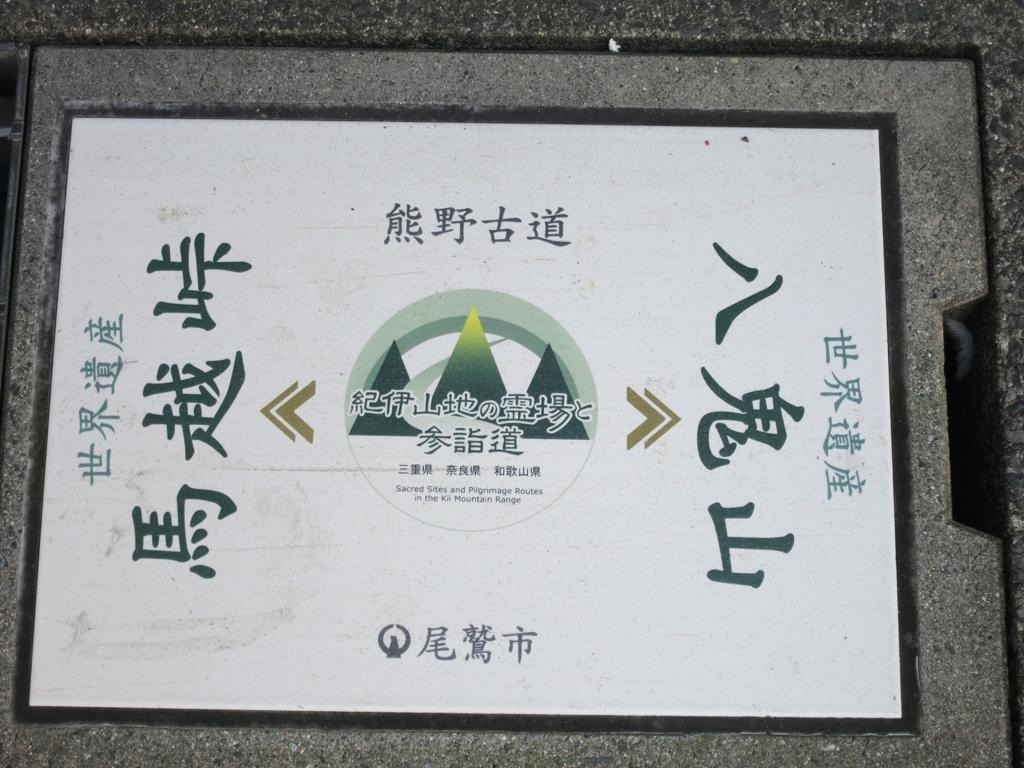 熊野古道
世界遺産
馬越峠
紀伊山地の霊場と
参詣道
三重県 奈良県 和歌山県
Sacred Sites and Pilgrimage Routes
in the Kii Mountain Range
八鬼山
世界遺産
尾鷲市